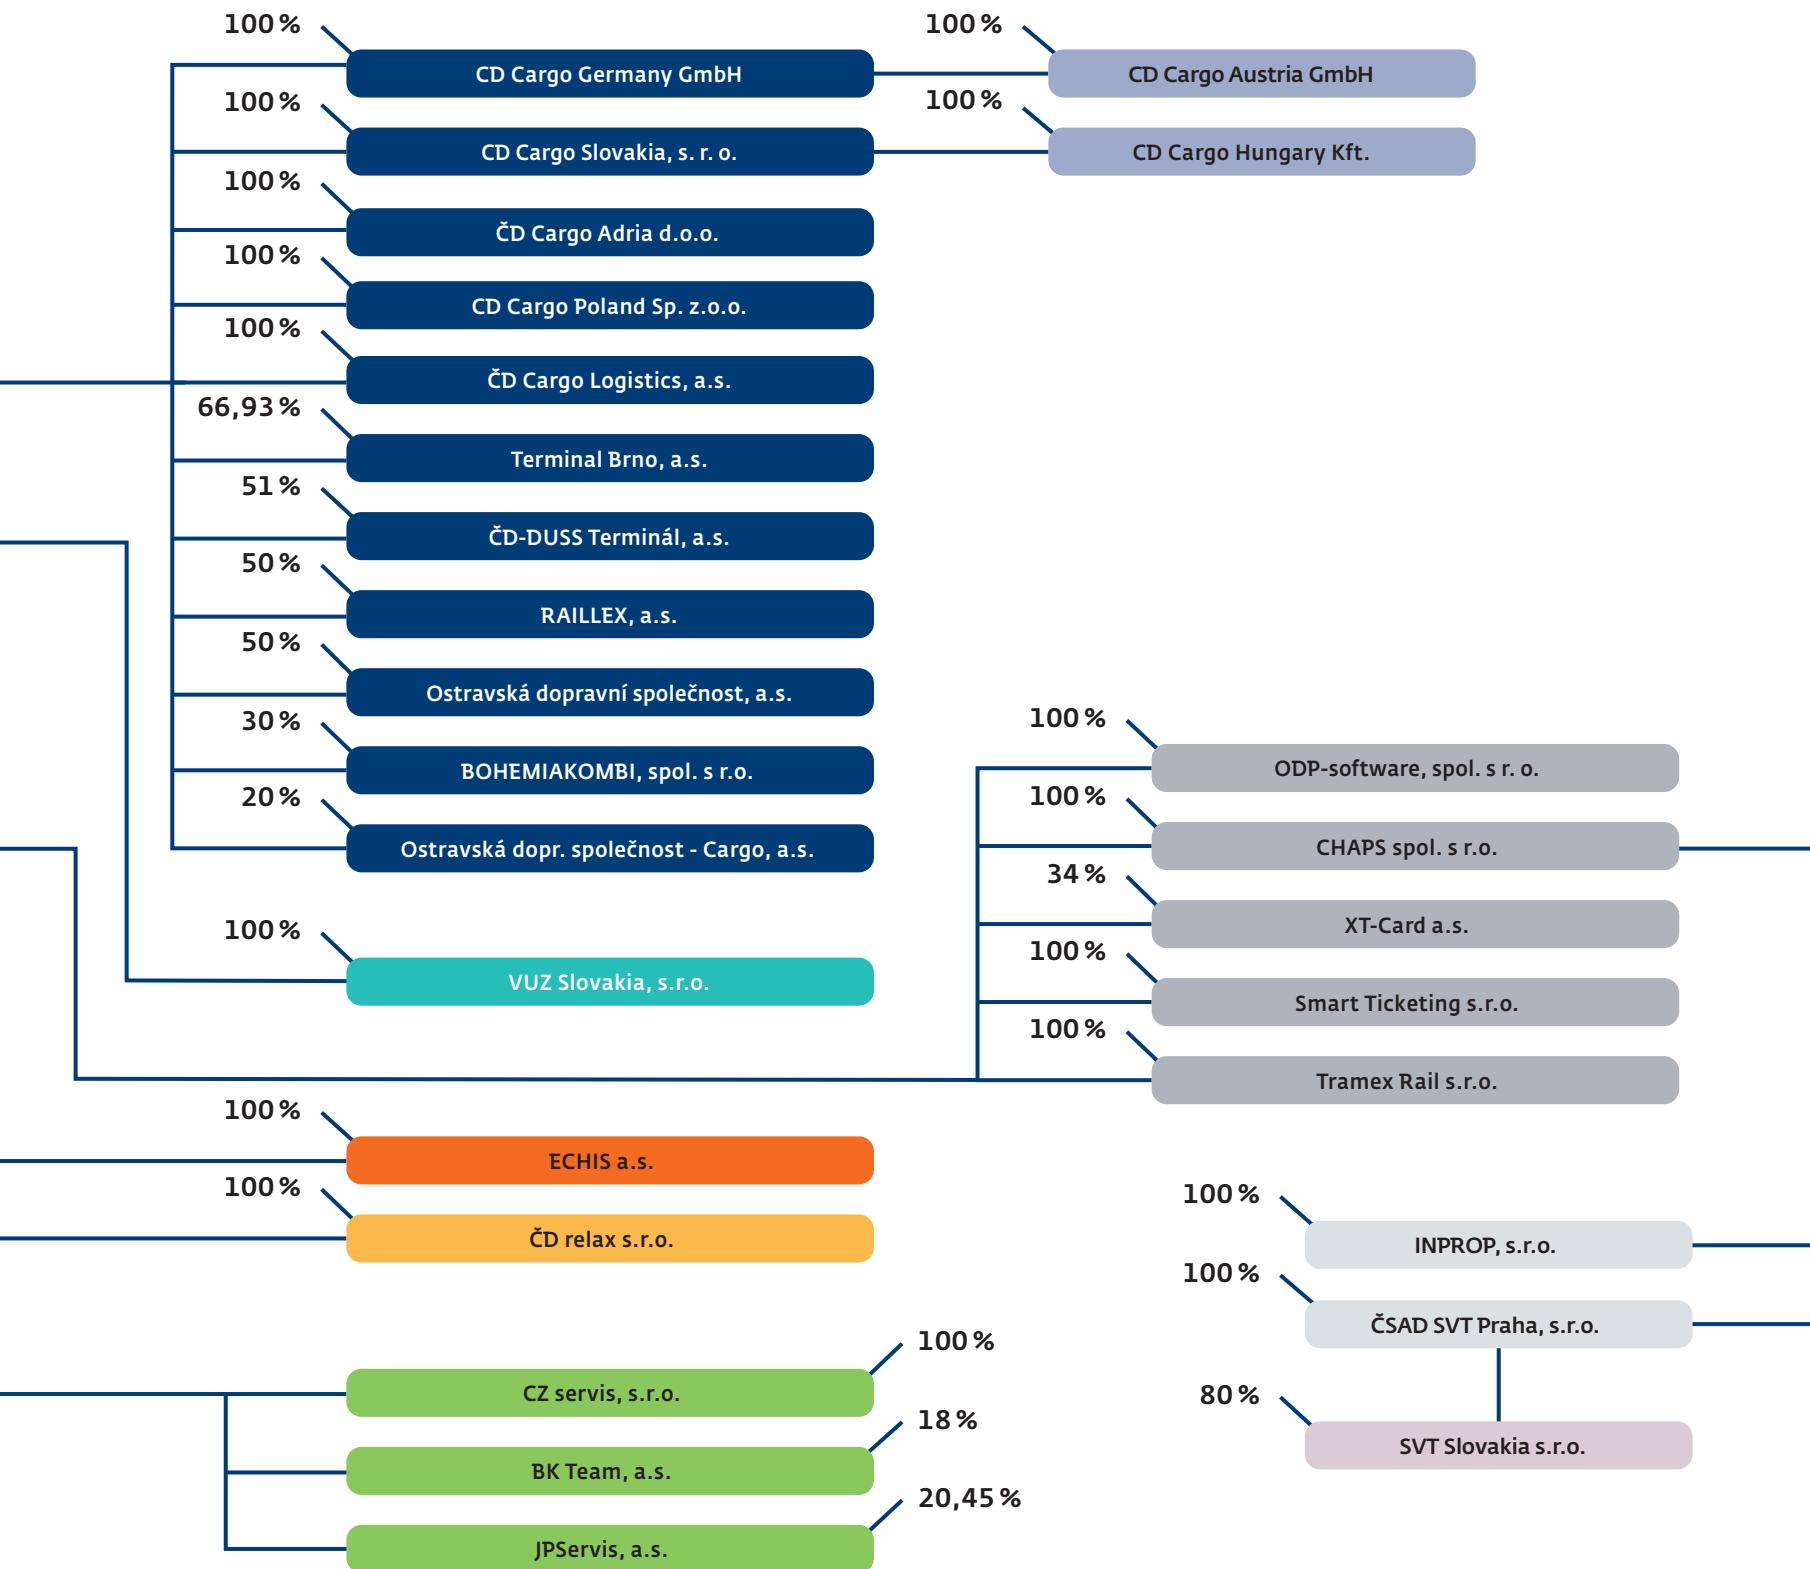 100 %
CD Cargo Germany GmbH
100 %
CD Cargo Austria GmbH
100 %
CD Cargo Slovakia, s. r. o.
100 %
CD Cargo Hungary Kft.
100 %
ČD Cargo Adria d.o.o.
100 %
CD Cargo Poland Sp. z.o.o.
100 %
ČD Cargo Logistics, a.s.
66,93 %
Terminal Brno, a.s.
51 %
ČD-DUSS Terminál, a.s.
50 %
RAILLEX, a.s.
50 %
Ostravská dopravní společnost, a.s.
30 %
BOHEMIAKOMBI, spol. s r.o.
20 %
Ostravská dopr. společnost - Cargo, a.s.
100 %
VUZ Slovakia, s.r.o.
100 %
ODP-software, spol. s r. o.
100 %
CHAPS spol. s r.o.
34 %
XT-Card a.s.
100 %
Smart Ticketing s.r.o.
100 %
Tramex Rail s.r.o.
100 %
ECHIS a.s.
100 %
ČD relax s.r.o.
100 %
INPROP, s.r.o.
100 %
ČSAD SVT Praha, s.r.o.
80 %
SVT Slovakia s.r.o.
100 %
CZ servis, s.r.o.
18 %
BK Team, a.s.
20,45 %
JPServis, a.s.